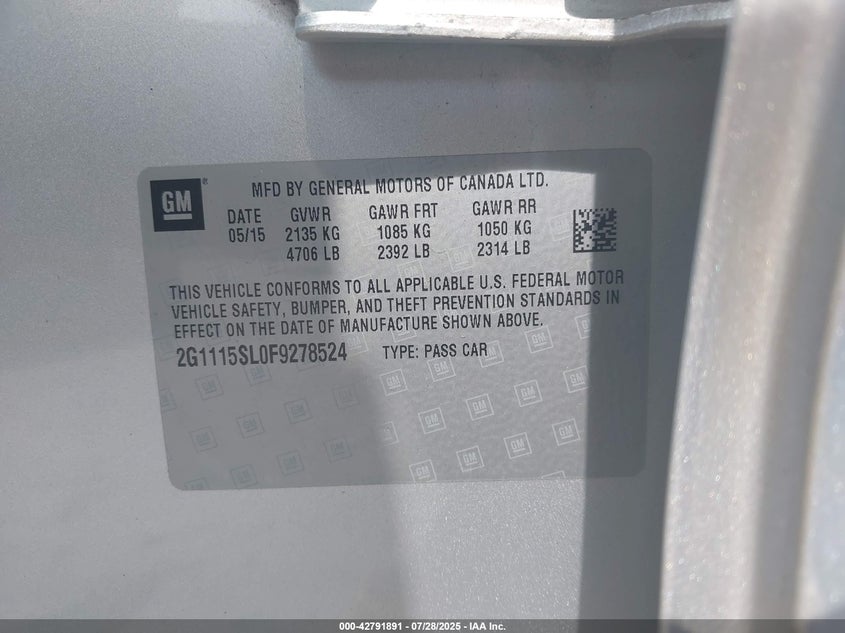 GM
MFD BY GENERAL MOTORS OF CANADA LTD.
DATE GVWR GAWR FRT GAWR RR
05/15 2135 KG 1085 KG 1050 KG
4706 LB 2392 LB 2314 LB
THIS VEHICLE CONFORMS TO ALL APPLICABLE U.S. FEDERAL MOTOR
VEHICLE SAFETY, BUMPER, AND THEFT PREVENTION STANDARDS IN
EFFECT ON THE DATE OF MANUFACTURE SHOWN ABOVE.
2G1115SL0F9278524 TYPE: PASS CAR
000-42791891 - 07/28/2025 - IAA Inc.